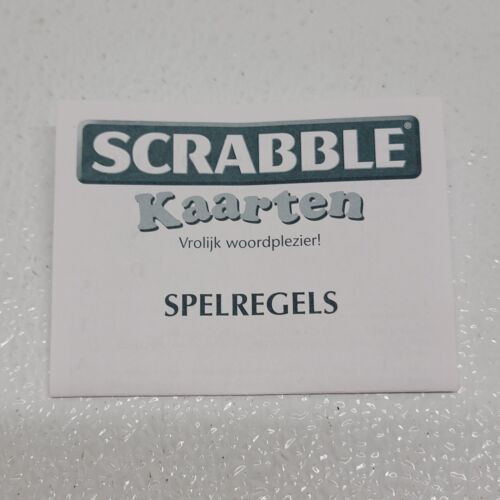 SCRABBLE®
Kaarten
Vrolijk woordplezier!
SPELREGELS